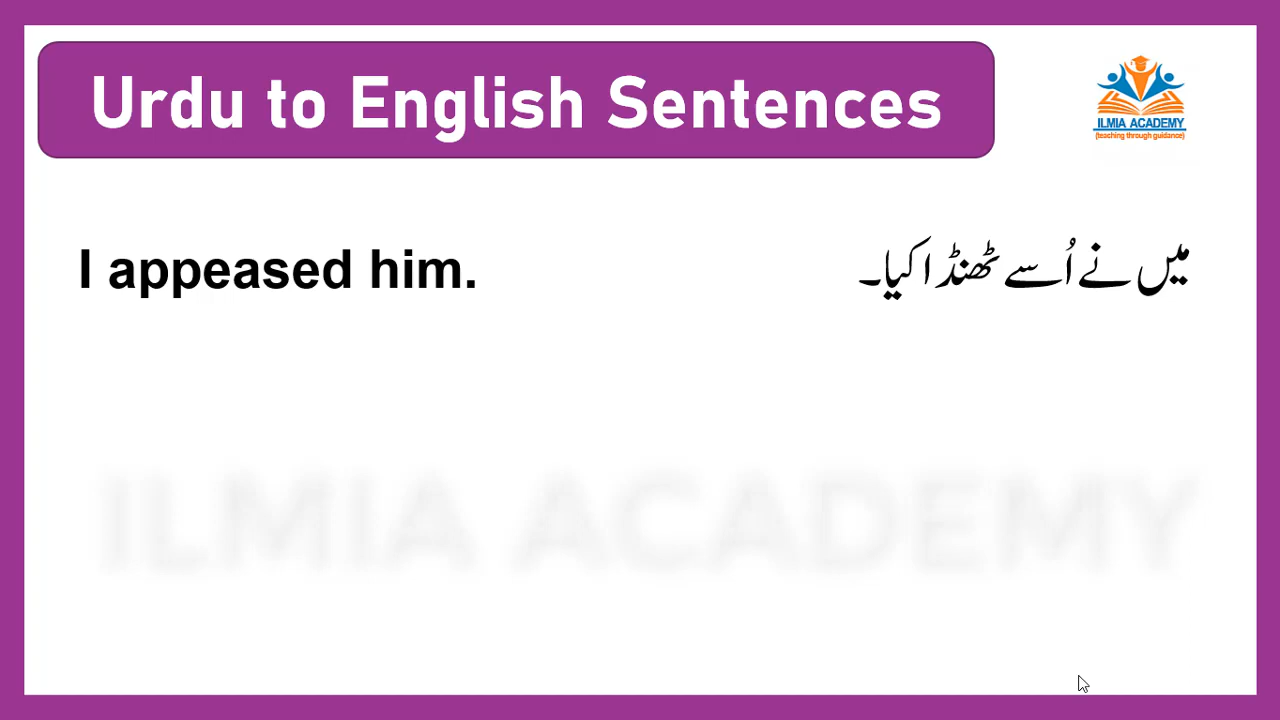 Urdu to English Sentences
ILMIA ACADEMY
(teaching through guidance)
I appeased him.
میں نے اُسے ٹھنڈا کیا۔
ILMIA ACADEMY